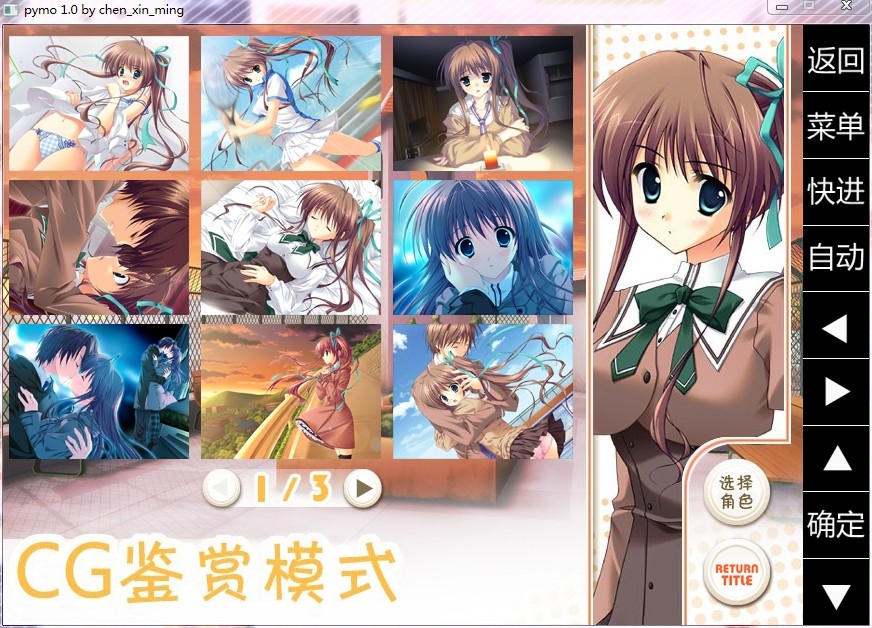 pymo 1.0 by chen_xin_ming
返回
菜单
快进
自动
1 / 3
选择
角色
确定
CG鉴赏模式
RETURN
TITLE